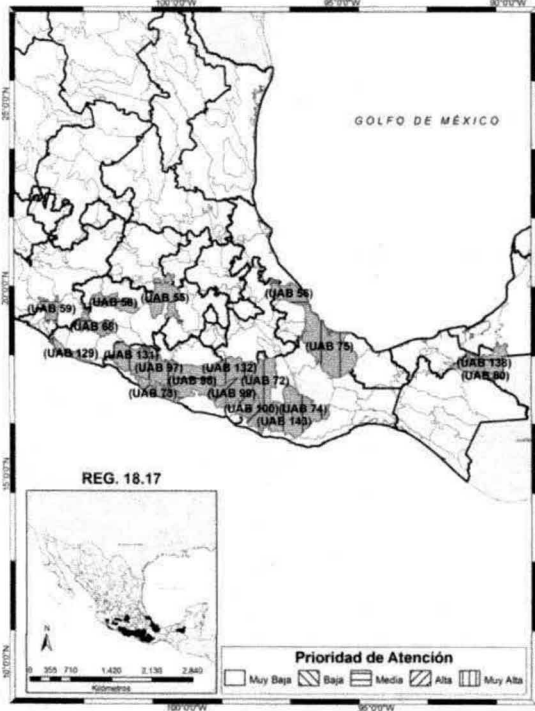 100°0'0"W 95°0'0"W 90°0'0"W
25°0'0"N
GOLFO DE MÉXICO
20°0'0"N
(UAB 59)
(UAB 58)
(UAB 55)
(UAB 56)
(UAB 129)
(UAB 131)
(UAB 97)
(UAB 98)
(UAB 73)
(UAB 132)
(UAB 72)
(UAB 99)
(UAB 100)
(UAB 74)
(UAB 143)
(UAB 75)
(UAB 138)
(UAB 80)
15°0'0"N
REG. 18.17
N
0 355 710 1,420 2,130 2,840
Kilómetros
10°0'0"N
Prioridad de Atención
Muy Baja Baja Media Alta Muy Alta
100°0'0"W 95°0'0"W